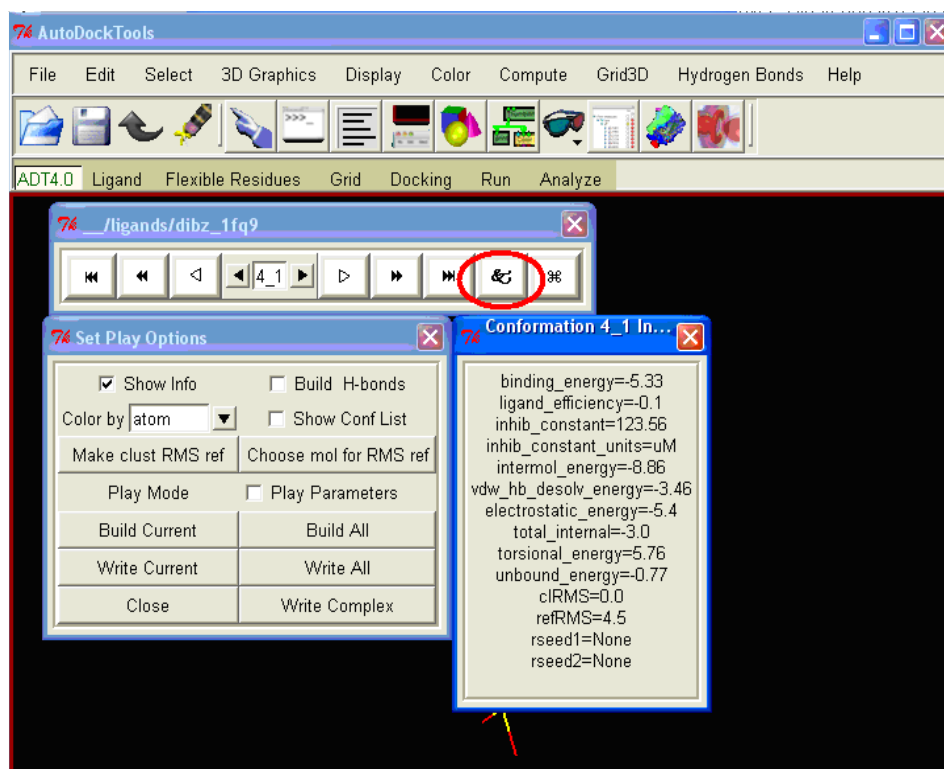 AutoDockTools
File Edit Select 3D Graphics Display Color Compute Grid3D Hydrogen Bonds Help
ADT4.0 Ligand Flexible Residues Grid Docking Run Analyze
__/ligands/dibz_1fq9
4_1 & ⌘
Set Play Options
Show Info Build H-bonds
Color by atom Show Conf List
Make clust RMS ref Choose mol for RMS ref
Play Mode Play Parameters
Build Current Build All
Write Current Write All
Close Write Complex
Conformation 4_1 In...
binding_energy=-5.33
ligand_efficiency=-0.1
inhib_constant=123.56
inhib_constant_units=uM
intermol_energy=-8.86
vdw_hb_desolv_energy=-3.46
electrostatic_energy=-5.4
total_internal=-3.0
torsional_energy=5.76
unbound_energy=-0.77
clRMS=0.0
refRMS=4.5
rseed1=None
rseed2=None